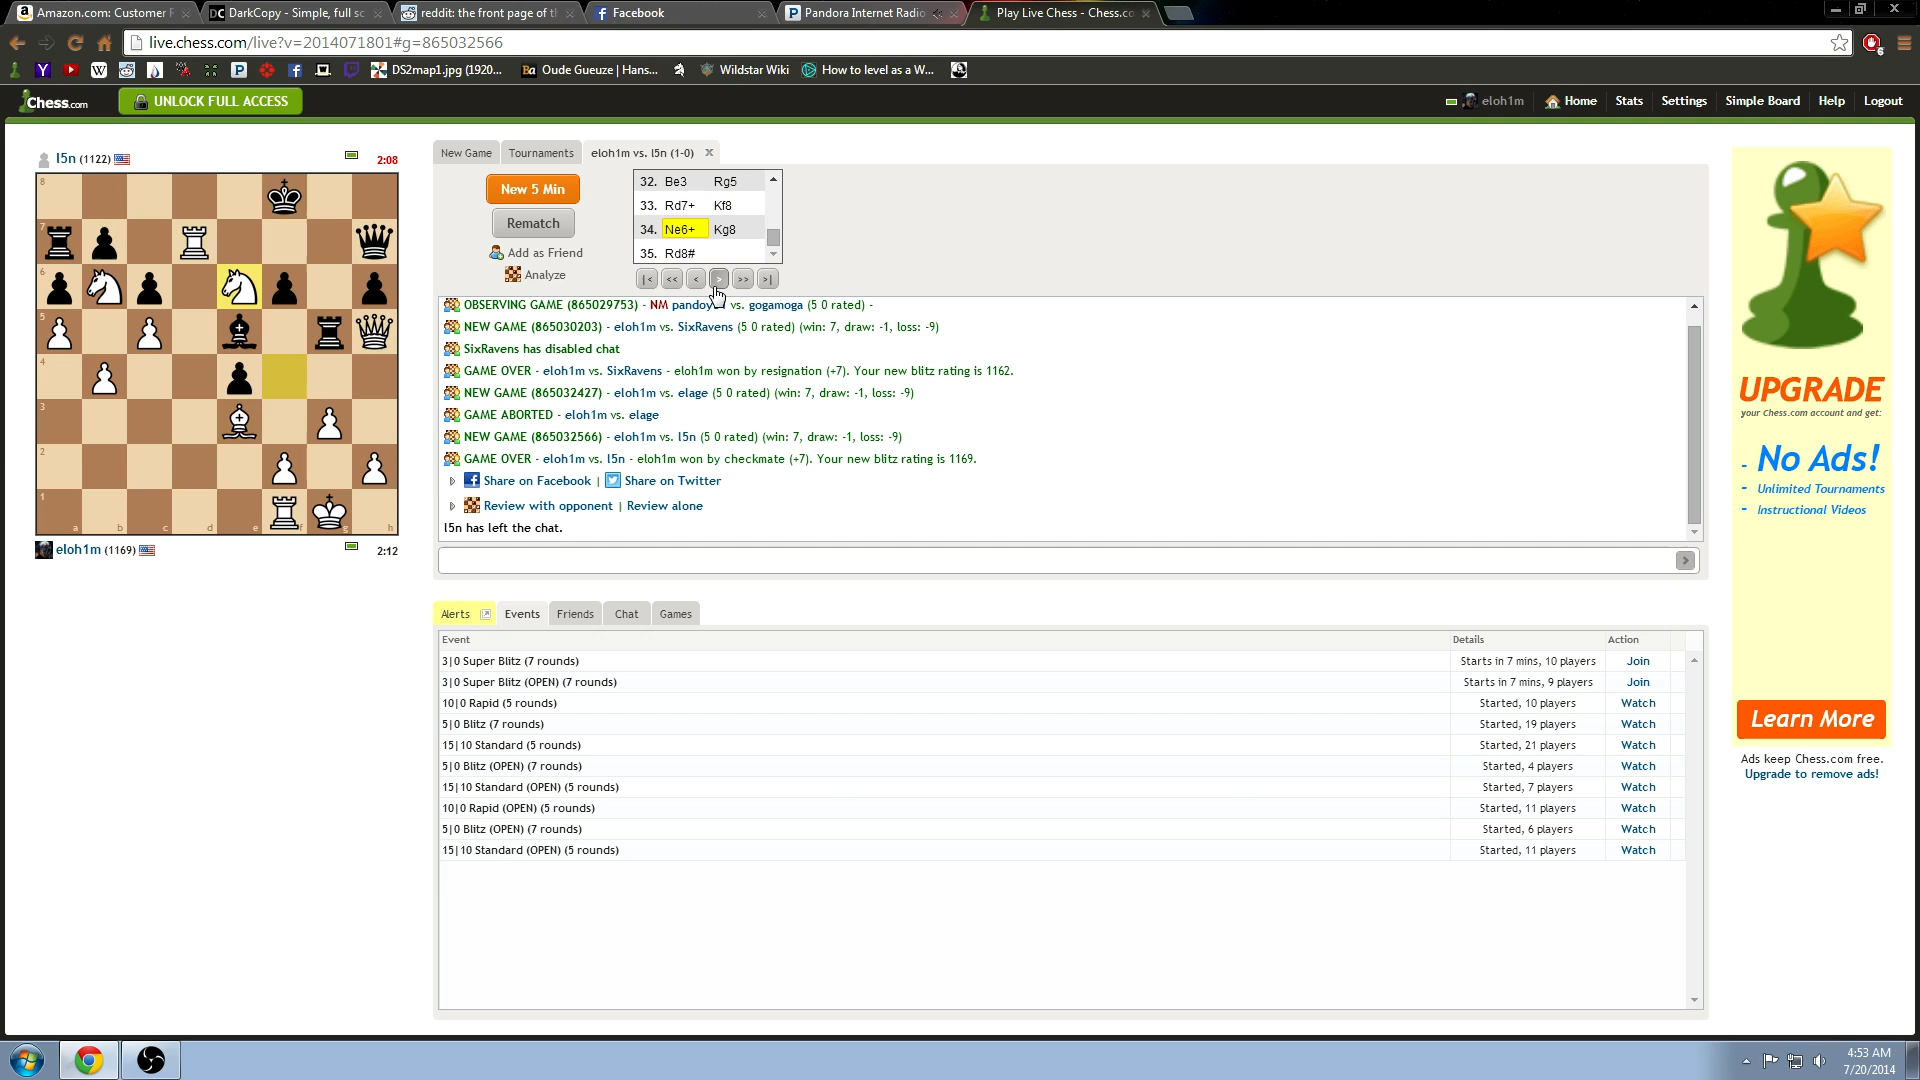 Amazon.com: Customer R
DarkCopy - Simple, full sc
reddit: the front page of th
Facebook
Pandora Internet Radio
Play Live Chess - Chess.co
live.chess.com/live?v=2014071801#g=865032566
6
DS2map1.jpg (1920...
Oude Gueuze | Hans...
Wildstar Wiki
How to level as a W...
Chess.com
UNLOCK FULL ACCESS
eloh1m
Home
Stats
Settings
Simple Board
Help
Logout
l5n (1122)
2:08
8
7
6
5
4
3
2
1
a b c d e f g h
eloh1m (1169)
2:12
New Game
Tournaments
eloh1m vs. l5n (1-0)
New 5 Min
Rematch
Add as Friend
Analyze
32. Be3 Rg5
33. Rd7+ Kf8
34. Ne6+ Kg8
35. Rd8#
|< << < > >> >|
OBSERVING GAME (865029753) - NM pandoy vs. gogamoga (5 0 rated) -
NEW GAME (865030203) - eloh1m vs. SixRavens (5 0 rated) (win: 7, draw: -1, loss: -9)
SixRavens has disabled chat
GAME OVER - eloh1m vs. SixRavens - eloh1m won by resignation (+7). Your new blitz rating is 1162.
NEW GAME (865032427) - eloh1m vs. elage (5 0 rated) (win: 7, draw: -1, loss: -9)
GAME ABORTED - eloh1m vs. elage
NEW GAME (865032566) - eloh1m vs. l5n (5 0 rated) (win: 7, draw: -1, loss: -9)
GAME OVER - eloh1m vs. l5n - eloh1m won by checkmate (+7). Your new blitz rating is 1169.
Share on Facebook | Share on Twitter
Review with opponent | Review alone
l5n has left the chat.
Alerts
Events
Friends
Chat
Games
Event Details Action
3|0 Super Blitz (7 rounds) Starts in 7 mins, 10 players Join
3|0 Super Blitz (OPEN) (7 rounds) Starts in 7 mins, 9 players Join
10|0 Rapid (5 rounds) Started, 10 players Watch
5|0 Blitz (7 rounds) Started, 19 players Watch
15|10 Standard (5 rounds) Started, 21 players Watch
5|0 Blitz (OPEN) (7 rounds) Started, 4 players Watch
15|10 Standard (OPEN) (5 rounds) Started, 7 players Watch
10|0 Rapid (OPEN) (5 rounds) Started, 11 players Watch
5|0 Blitz (OPEN) (7 rounds) Started, 6 players Watch
15|10 Standard (OPEN) (5 rounds) Started, 11 players Watch
UPGRADE
your Chess.com account and get:
- No Ads!
- Unlimited Tournaments
- Instructional Videos
Learn More
Ads keep Chess.com free.
Upgrade to remove ads!
4:53 AM
7/20/2014